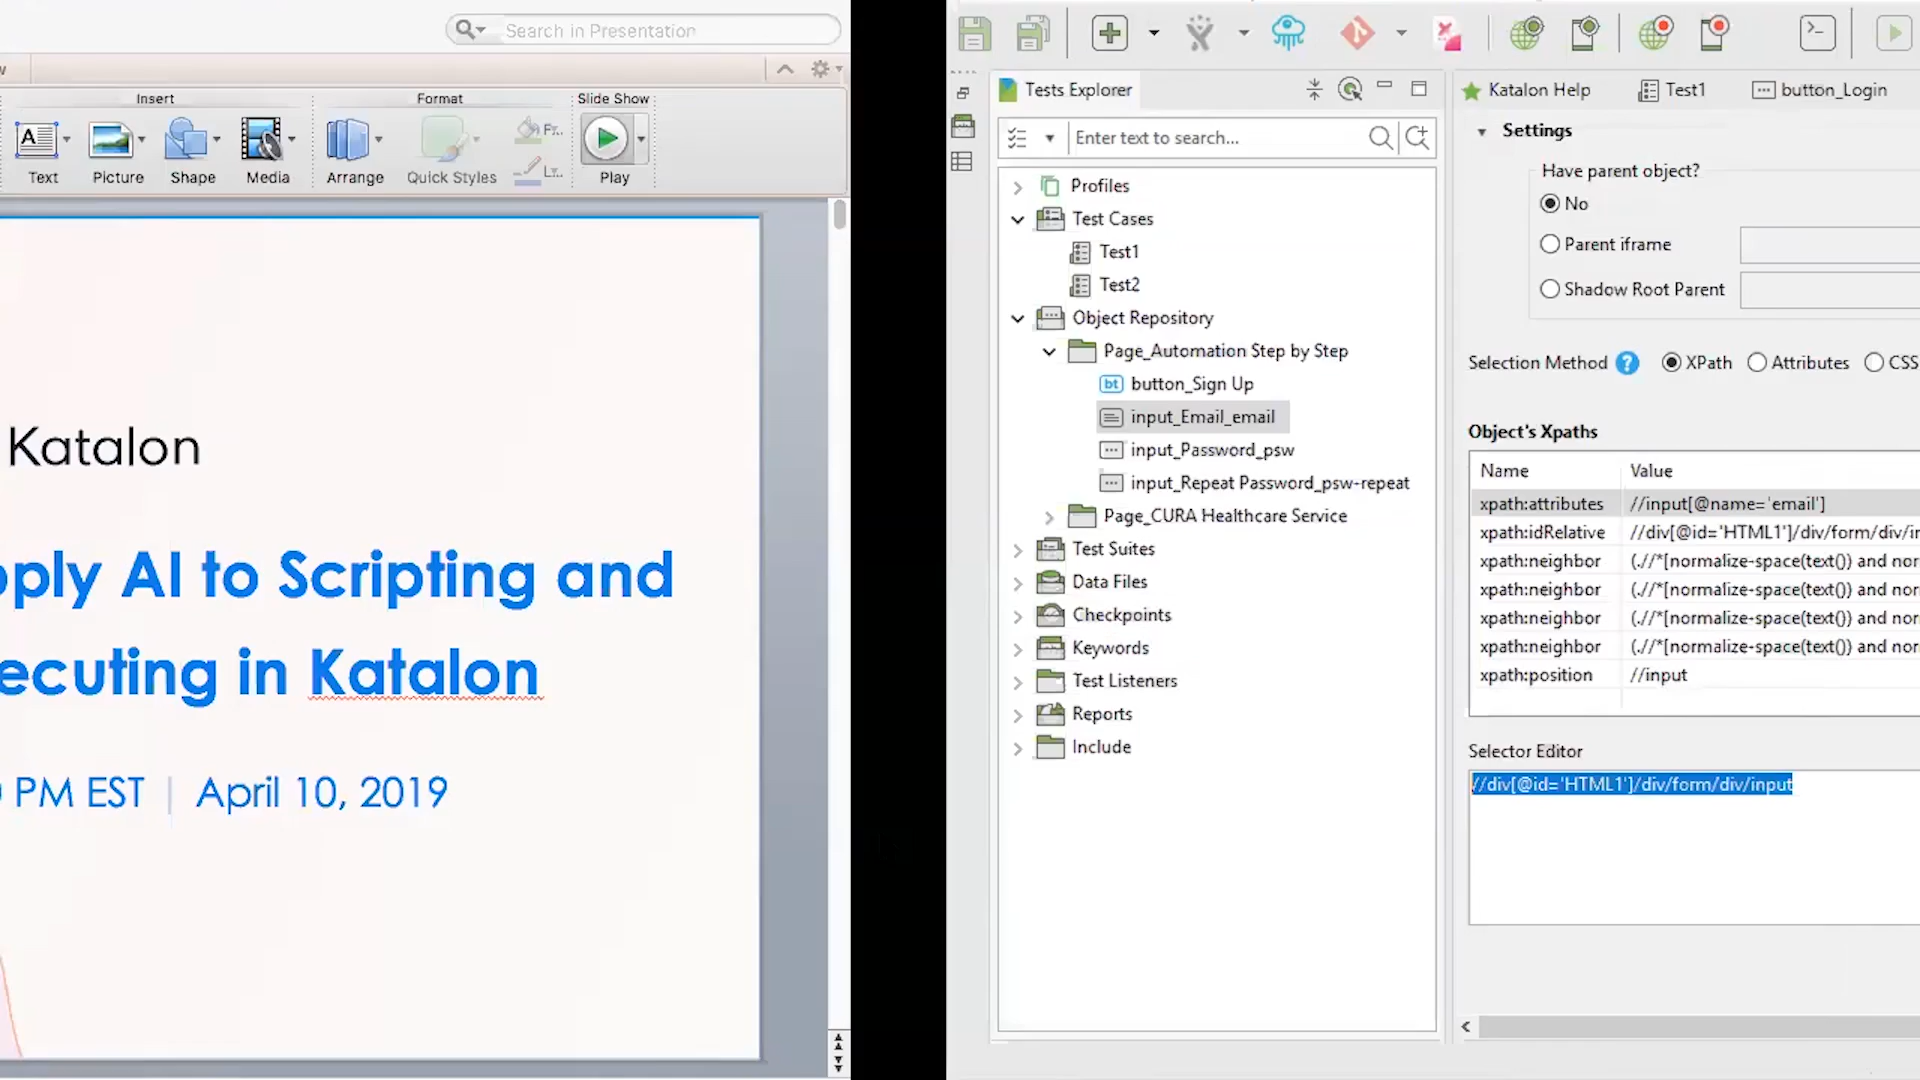 Search in Presentation
Insert
Format
Slide Show
Text
Picture
Shape
Media
Arrange
Quick Styles
Play
Katalon
pply AI to Scripting and
ecuting in Katalon
PM EST | April 10, 2019
Tests Explorer
Enter text to search...
Profiles
Test Cases
Test1
Test2
Object Repository
Page_Automation Step by Step
bt button_Sign Up
input_Email_email
input_Password_psw
input_Repeat Password_psw-repeat
Page_CURA Healthcare Service
Test Suites
Data Files
Checkpoints
Keywords
Test Listeners
Reports
Include
Katalon Help
Test1
button_Login
Settings
Have parent object?
No
Parent iframe
Shadow Root Parent
Selection Method ? XPath Attributes CSS
Object's Xpaths
Name Value
xpath:attributes //input[@name='email']
xpath:idRelative //div[@id='HTML1']/div/form/div/in
xpath:neighbor (.//*[normalize-space(text()) and nor
xpath:neighbor (.//*[normalize-space(text()) and nor
xpath:neighbor (.//*[normalize-space(text()) and nor
xpath:neighbor (.//*[normalize-space(text()) and nor
xpath:position //input
Selector Editor
//div[@id='HTML1']/div/form/div/input